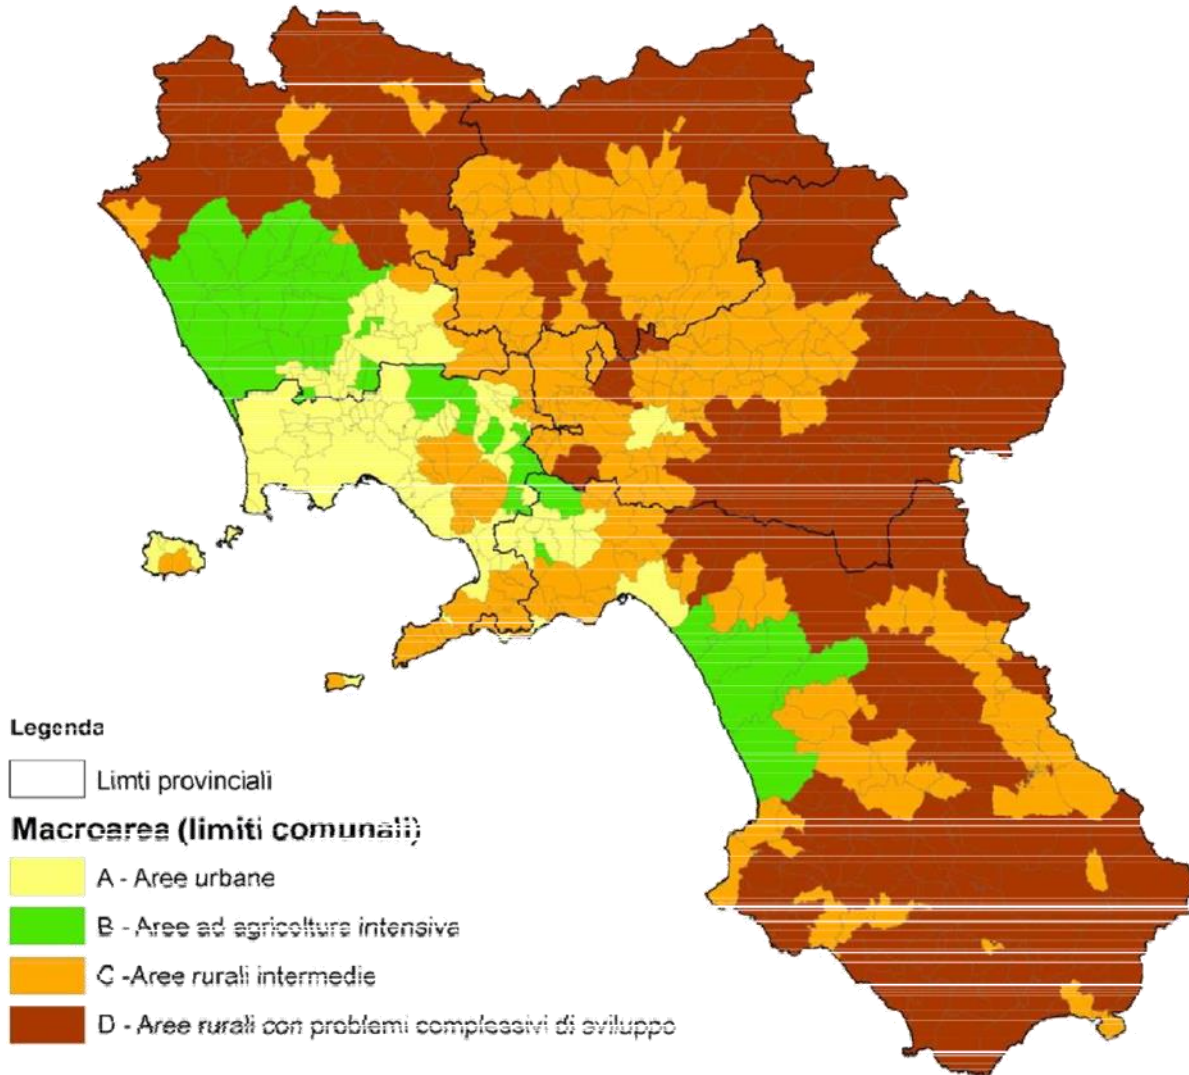 Legenda
Limti provinciali
Macroarea (limiti comunali)
A - Aree urbane
B - Aree ad agricoltura intensiva
C -Aree rurali intermedie
D - Aree rurali con problemi complessivi di sviluppo